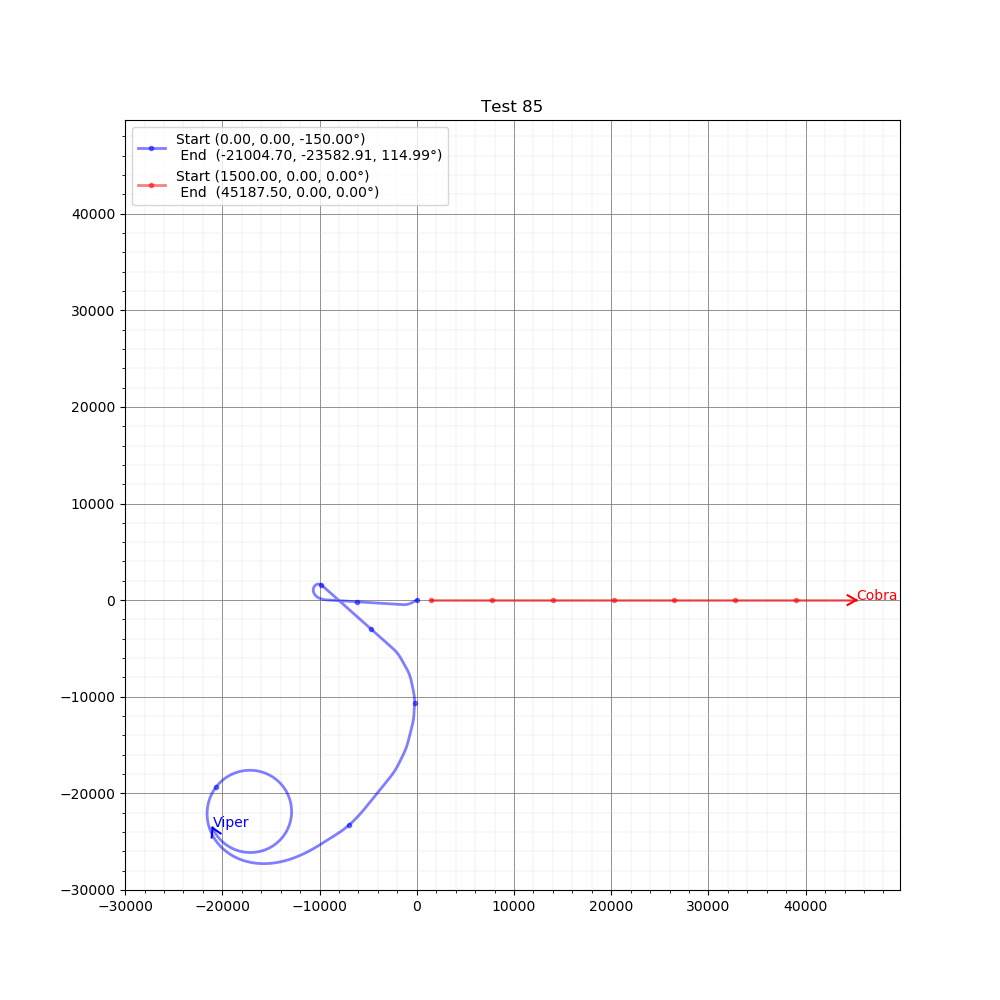 Test 85
Start (0.00, 0.00, -150.00°)
End (-21004.70, -23582.91, 114.99°)
Start (1500.00, 0.00, 0.00°)
End (45187.50, 0.00, 0.00°)
40000
30000
20000
10000
0
Cobra
−10000
−20000
Viper
−30000
−30000 −20000 −10000 0 10000 20000 30000 40000